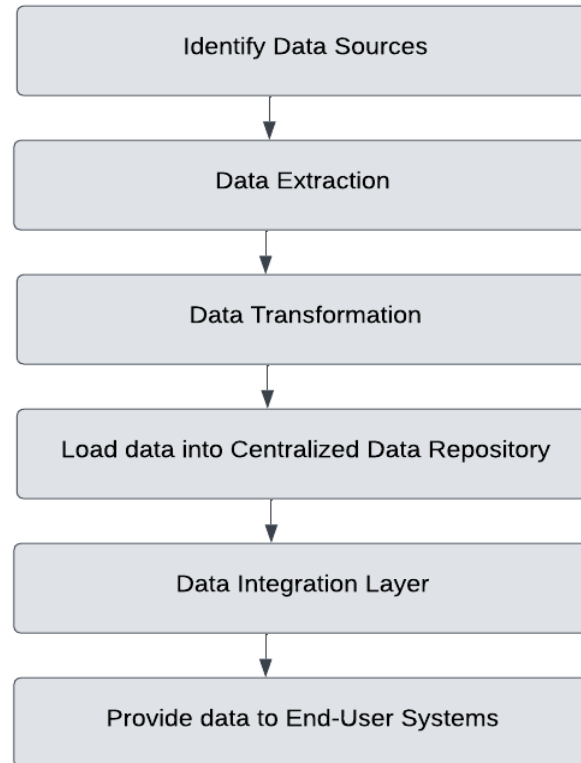 Identify Data Sources
Data Extraction
Data Transformation
Load data into Centralized Data Repository
Data Integration Layer
Provide data to End-User Systems